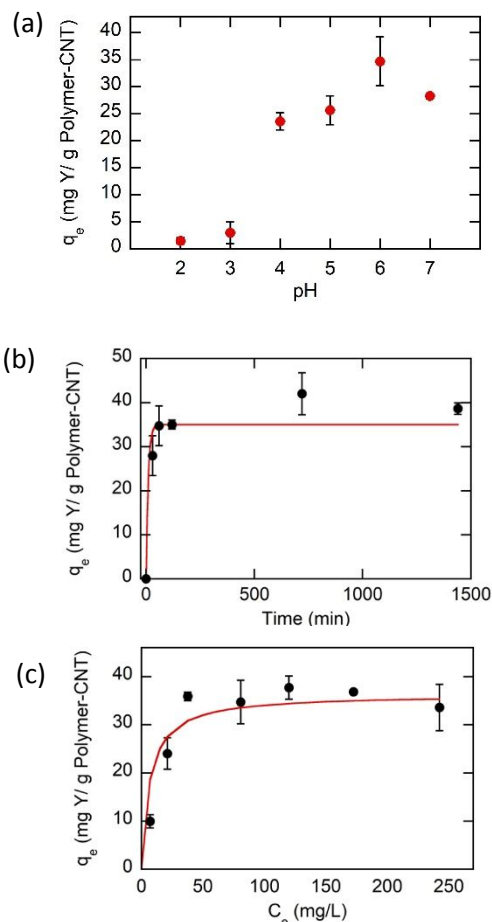 (a)
q_e (mg Y/ g Polymer-CNT)
40
35
30
25
20
15
10
5
0
2 3 4 5 6 7
pH
(b)
q_e (mg Y/ g Polymer-CNT)
50
40
30
20
10
0
0 500 1000 1500
Time (min)
(c)
q_e (mg Y/ g Polymer-CNT)
40
30
20
10
0
0 50 100 150 200 250
C_e (mg/L)